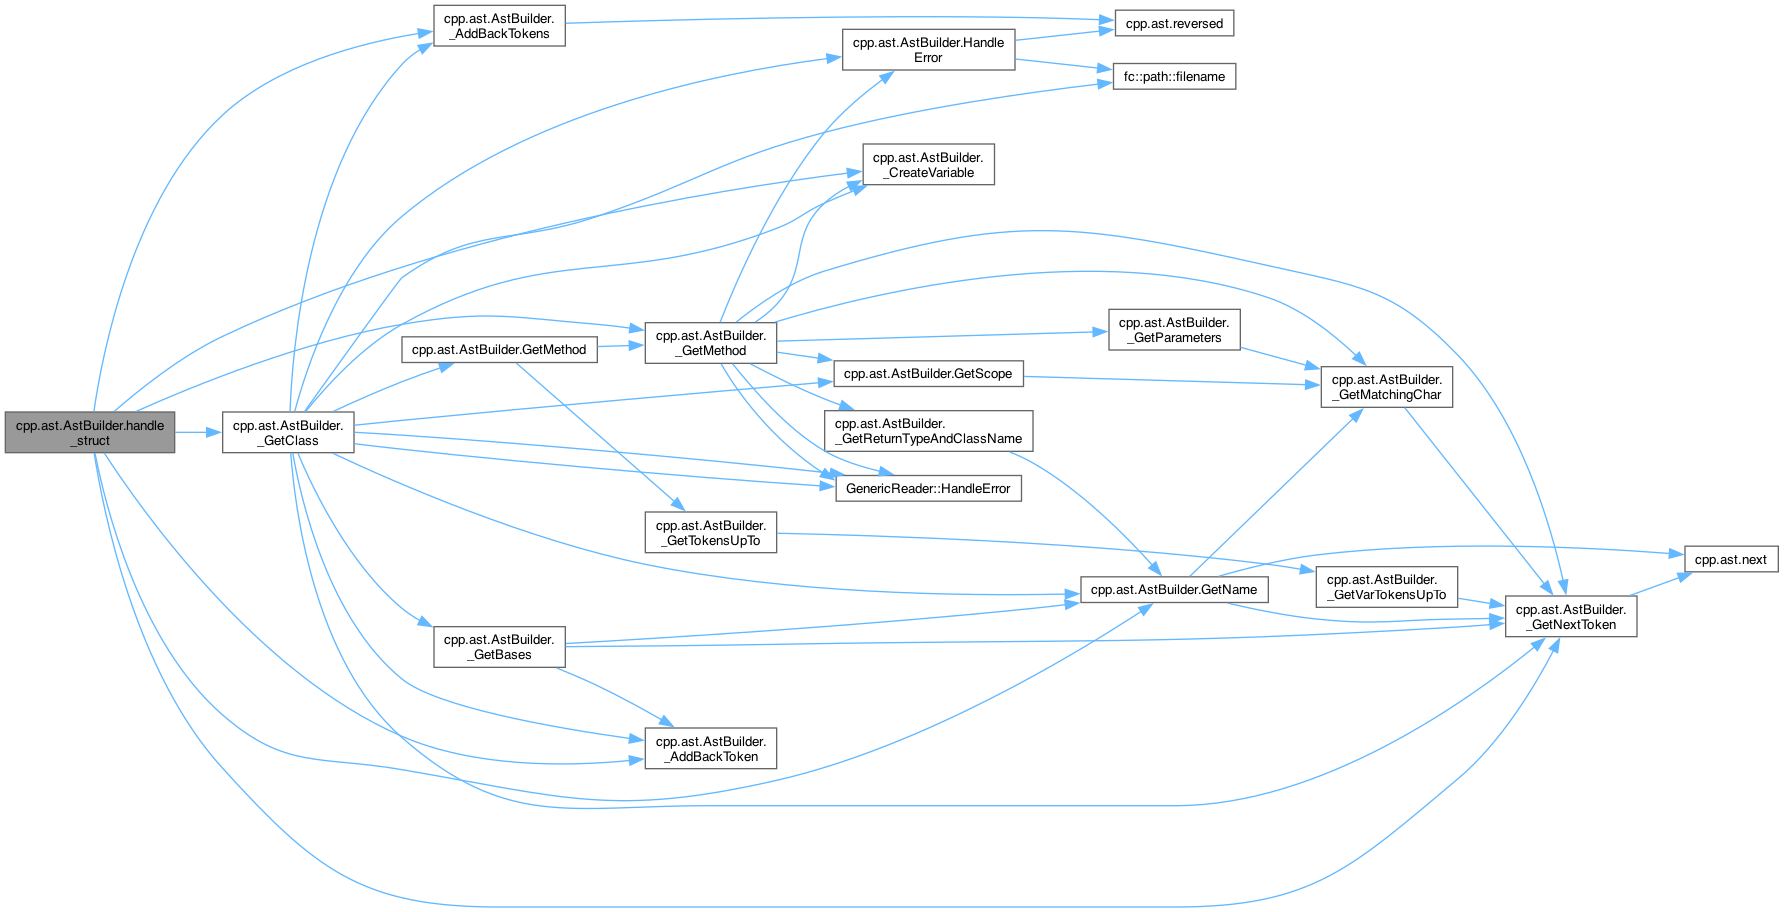 cpp.ast.AstBuilder.handle
_struct
cpp.ast.AstBuilder.
_GetClass
cpp.ast.AstBuilder.
_AddBackTokens
cpp.ast.AstBuilder.GetMethod
cpp.ast.AstBuilder.
_GetBases
cpp.ast.AstBuilder.
_GetMethod
cpp.ast.AstBuilder.
_GetTokensUpTo
cpp.ast.AstBuilder.
_AddBackToken
cpp.ast.AstBuilder.Handle
Error
cpp.ast.AstBuilder.
_CreateVariable
cpp.ast.AstBuilder.GetScope
cpp.ast.AstBuilder.
_GetReturnTypeAndClassName
GenericReader::HandleError
cpp.ast.reversed
fc::path::filename
cpp.ast.AstBuilder.
_GetParameters
cpp.ast.AstBuilder.GetName
cpp.ast.AstBuilder.
_GetMatchingChar
cpp.ast.AstBuilder.
_GetVarTokensUpTo
cpp.ast.AstBuilder.
_GetNextToken
cpp.ast.next